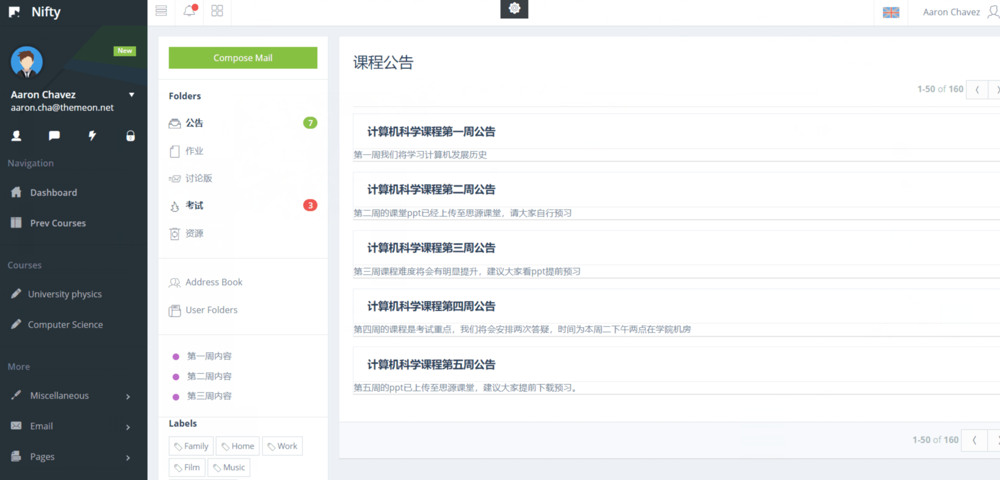 Nifty
Aaron Chavez
New
Aaron Chavez
aaron.cha@themeon.net
Navigation
Dashboard
Prev Courses
Courses
University physics
Computer Science
More
Miscellaneous
Email
Pages
Compose Mail
Folders
公告 7
作业
讨论版
考试 3
资源
Address Book
User Folders
第一周内容
第二周内容
第三周内容
Labels
Family Home Work
Film Music
课程公告
1-50 of 160
计算机科学课程第一周公告
第一周我们将学习计算机发展历史
计算机科学课程第二周公告
第二周的课堂ppt已经上传至思源课堂，请大家自行预习
计算机科学课程第三周公告
第三周课程难度将会有明显提升，建议大家看ppt提前预习
计算机科学课程第四周公告
第四周的课程是考试重点，我们将会安排两次答疑，时间为本周二下午两点在学院机房
计算机科学课程第五周公告
第五周的ppt已上传至思源课堂，建议大家提前下载预习。
1-50 of 160